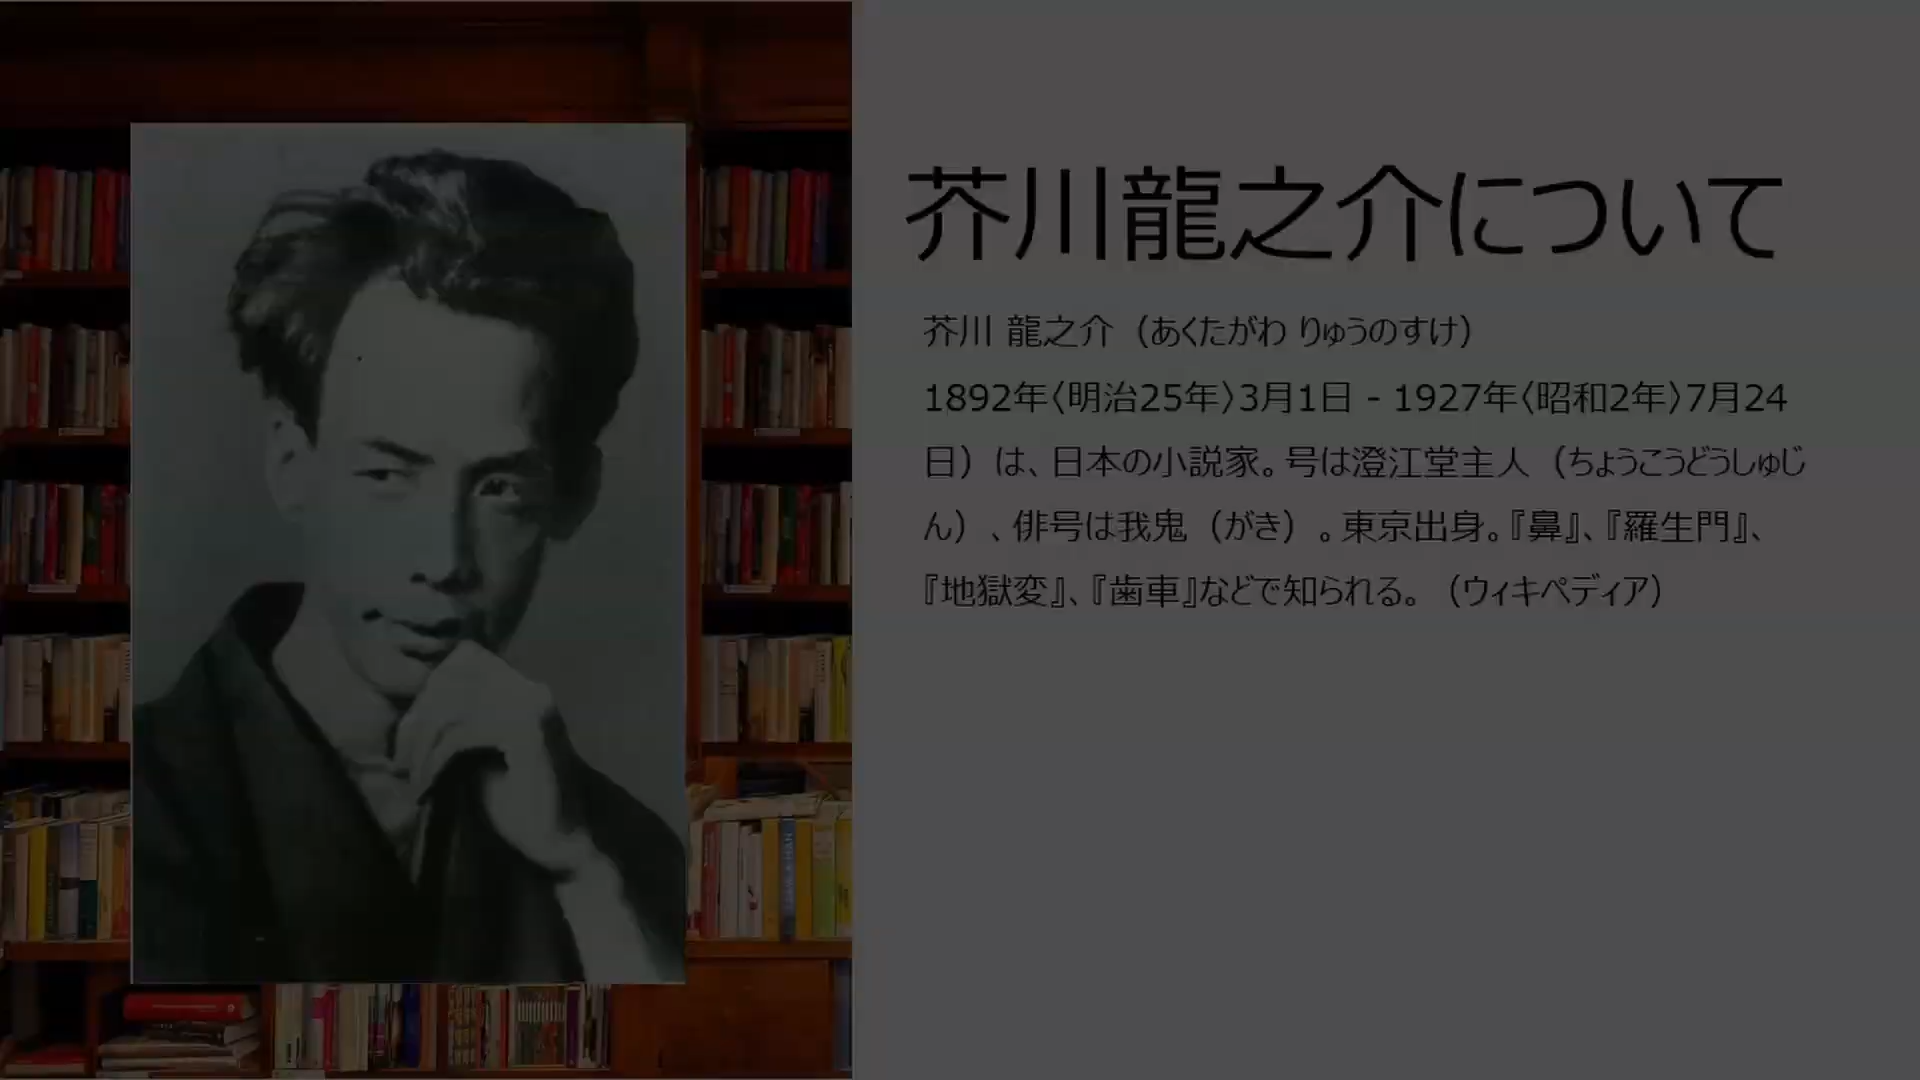 芥川龍之介について
芥川 龍之介（あくたがわ りゅうのすけ）
1892年〈明治25年〉3月1日 - 1927年〈昭和2年〉7月24
日）は、日本の小説家。号は澄江堂主人（ちょうこうどうしゅじ
ん）、俳号は我鬼（がき）。東京出身。『鼻』、『羅生門』、
『地獄変』、『歯車』などで知られる。（ウィキペディア）